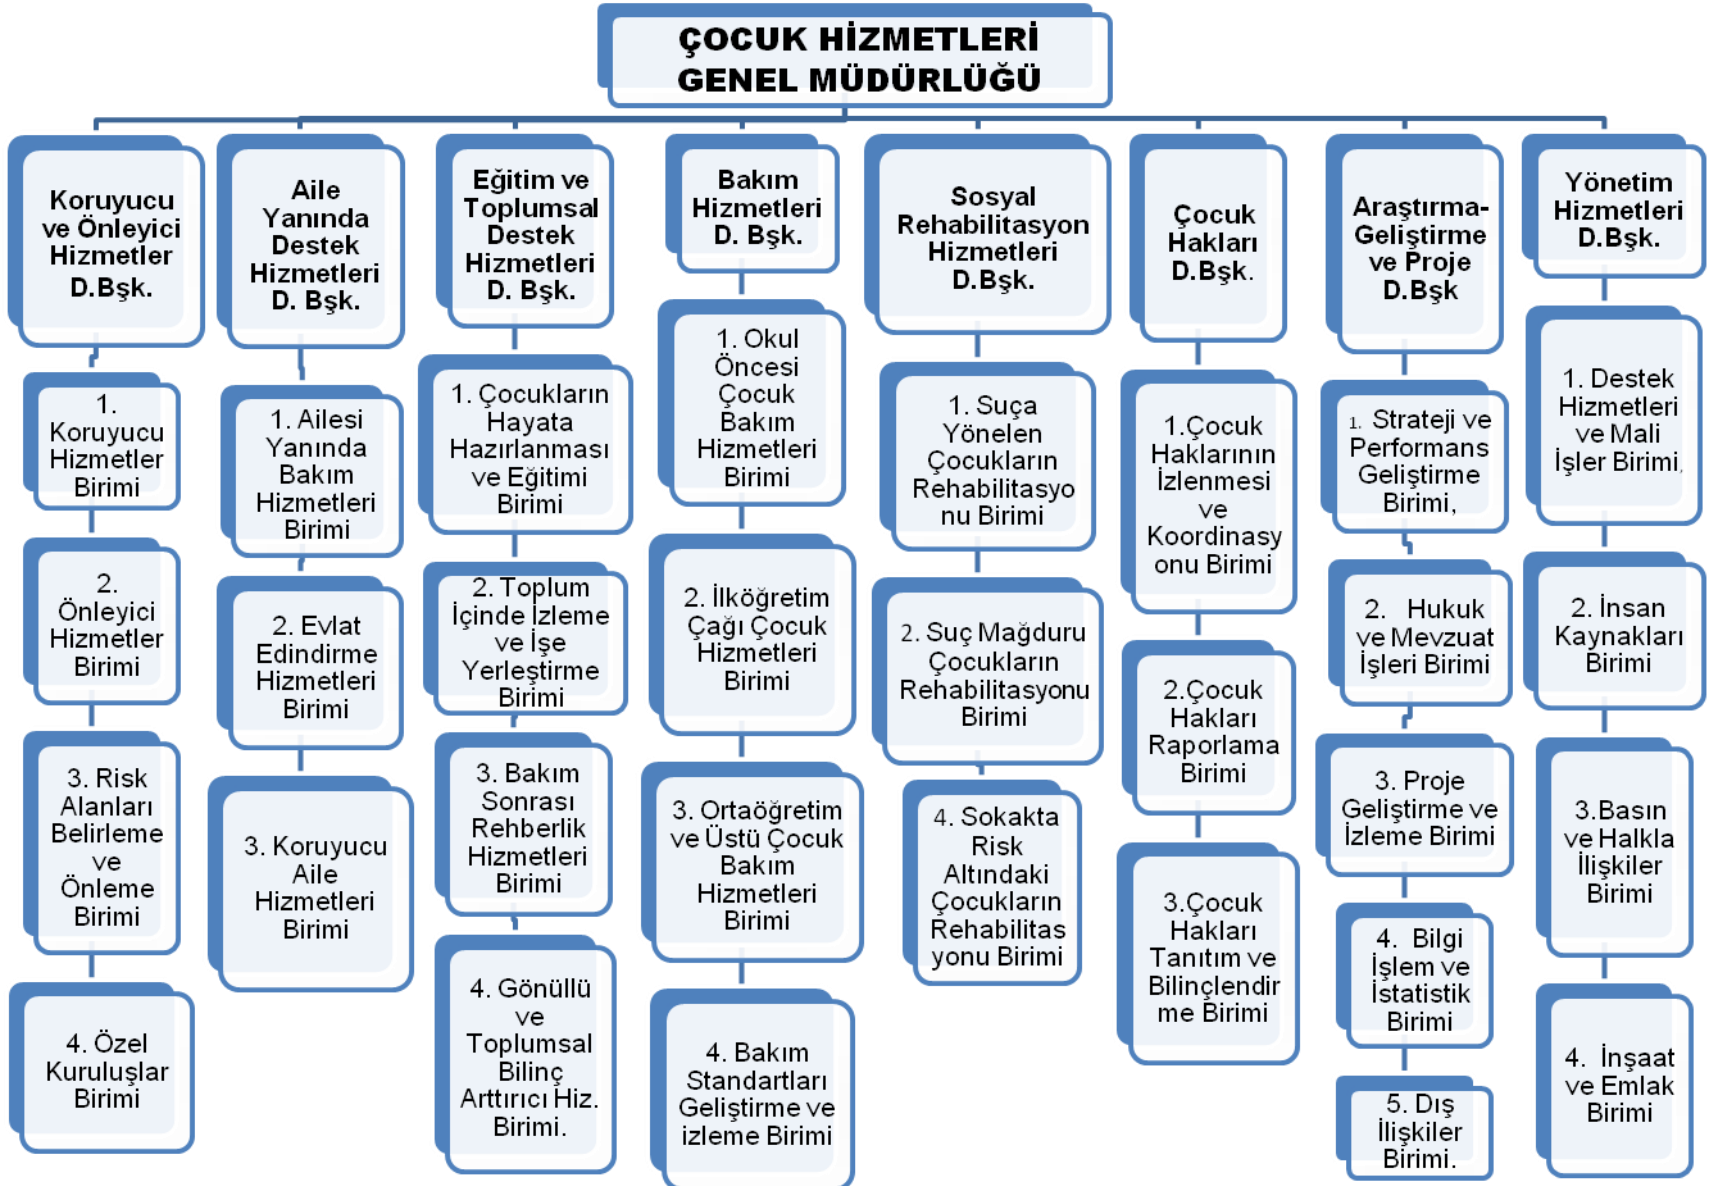 ÇOCUK HİZMETLERİ
GENEL MÜDÜRLÜĞÜ
Koruyucu
ve Önleyici
Hizmetler
D.Bşk.
1.
Koruyucu
Hizmetler
Birimi
2.
Önleyici
Hizmetler
Birimi
3. Risk
Alanları
Belirleme
ve
Önleme
Birimi
4. Özel
Kuruluşlar
Birimi
Aile
Yanında
Destek
Hizmetleri
D. Bşk.
1. Ailesi
Yanında
Bakım
Hizmetleri
Birimi
2. Evlat
Edindirme
Hizmetleri
Birimi
3. Koruyucu
Aile
Hizmetleri
Birimi
Eğitim ve
Toplumsal
Destek
Hizmetleri
D. Bşk.
1. Çocukların
Hayata
Hazırlanması
ve Eğitimi
Birimi
2. Toplum
İçinde İzleme
ve İşe
Yerleştirme
Birimi
3. Bakım
Sonrası
Rehberlik
Hizmetleri
Birimi
4. Gönüllü
ve
Toplumsal
Bilinç
Arttırıcı Hiz.
Birimi.
Bakım
Hizmetleri
D. Bşk.
1. Okul
Öncesi
Çocuk
Bakım
Hizmetleri
Birimi
2. İlköğretim
Çağı Çocuk
Hizmetleri
Birimi
3. Ortaöğretim
ve Üstü Çocuk
Bakım
Hizmetleri
Birimi
4. Bakım
Standartları
Geliştirme ve
izleme Birimi
Sosyal
Rehabilitasyon
Hizmetleri
D.Bşk.
1. Suça
Yönelen
Çocukların
Rehabilitasyo
nu Birimi
2. Suç Mağduru
Çocukların
Rehabilitasyonu
Birimi
4. Sokakta
Risk
Altındaki
Çocukların
Rehabilitas
yonu Birimi
Çocuk
Hakları
D.Bşk.
1.Çocuk
Haklarının
İzlenmesi
ve
Koordinasy
onu Birimi
2.Çocuk
Hakları
Raporlama
Birimi
3.Çocuk
Hakları
Tanıtım ve
Bilinçlendir
me Birimi
Araştırma-
Geliştirme
ve Proje
D.Bşk
1. Strateji ve
Performans
Geliştirme
Birimi,
2. Hukuk
ve Mevzuat
İşleri Birimi
3. Proje
Geliştirme ve
İzleme Birimi
4. Bilgi
İşlem ve
İstatistik
Birimi
5. Dış
İlişkiler
Birimi.
Yönetim
Hizmetleri
D.Bşk.
1. Destek
Hizmetleri
ve Mali
İşler Birimi,
2. İnsan
Kaynakları
Birimi
3.Basın
ve Halkla
İlişkiler
Birimi
4. İnşaat
ve Emlak
Birimi